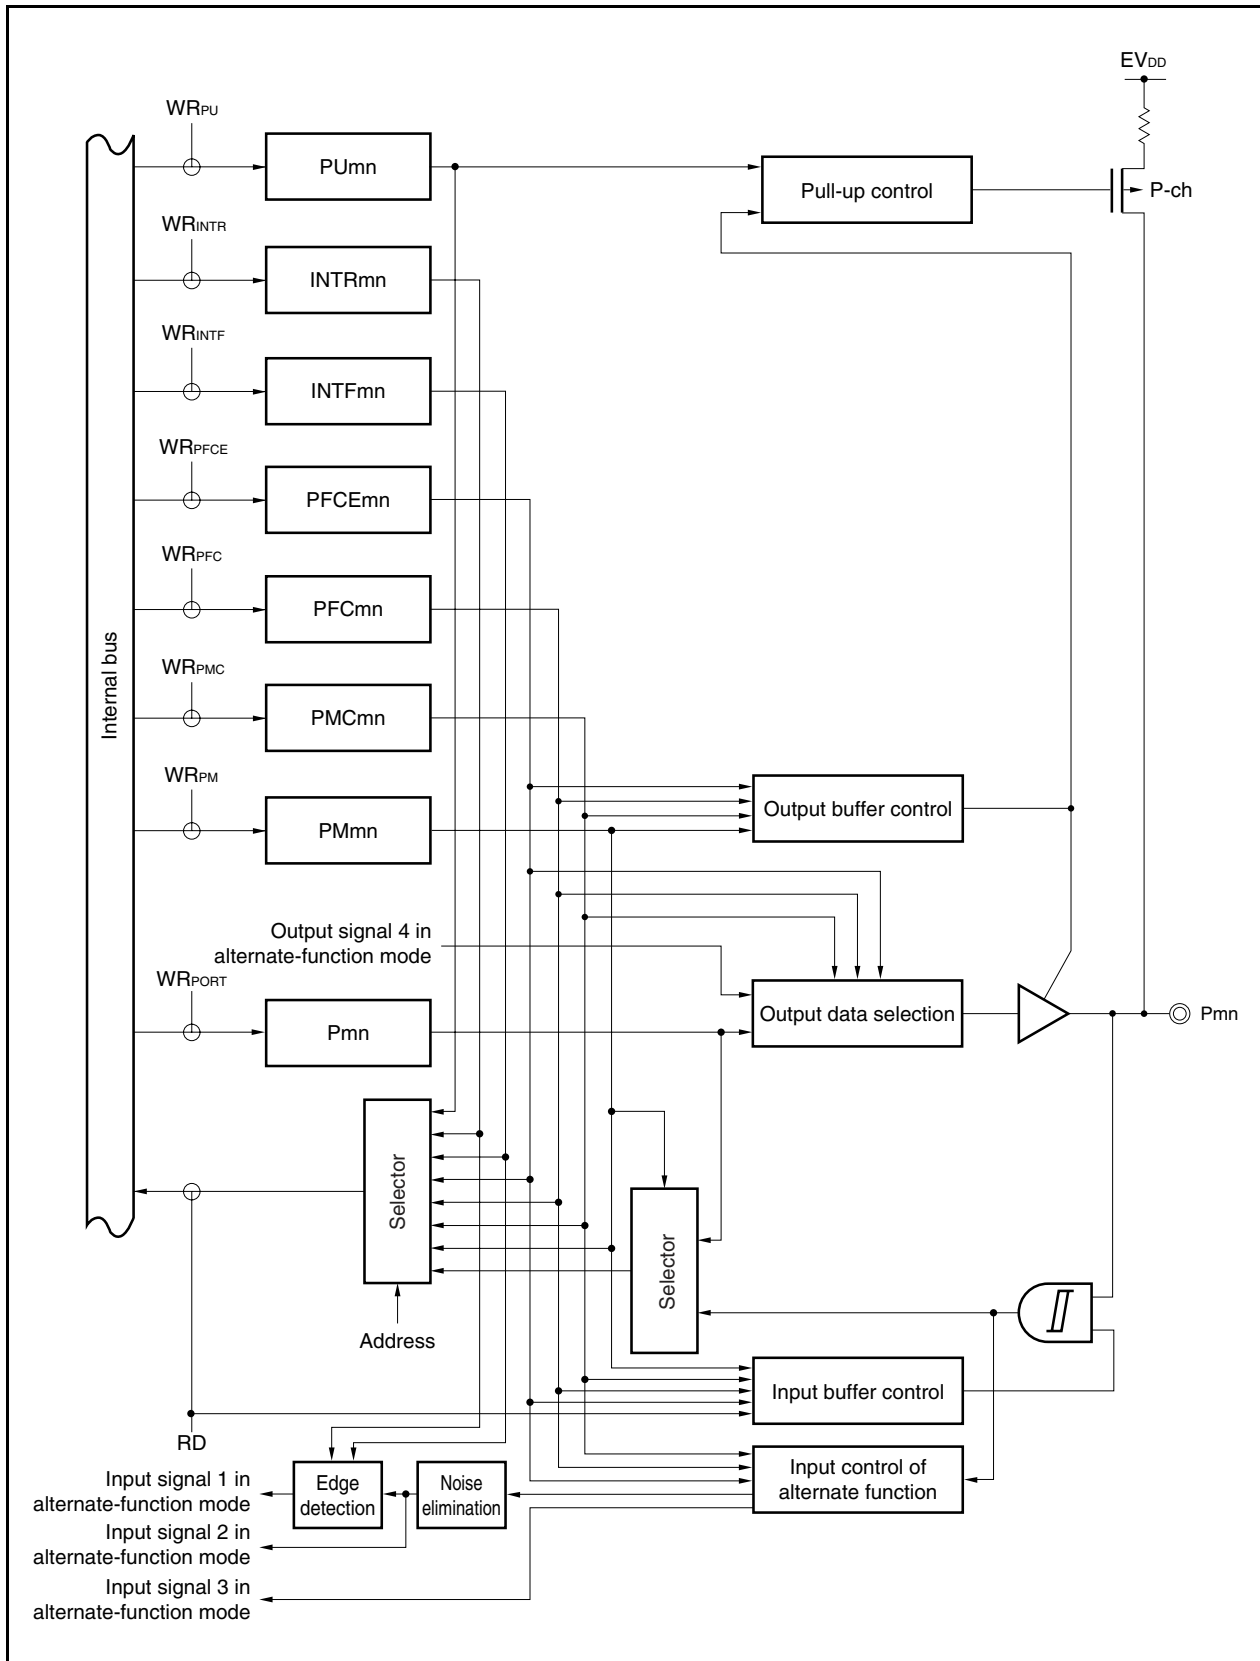 EVDD
WRPU
PUmn
Pull-up control
P-ch
WRINTR
INTRmn
WRINTF
INTFmn
WRPFCE
PFCEmn
WRPFC
PFCmn
Internal bus
WRPMC
PMCmn
WRPM
PMmn
Output buffer control
Output signal 4 in
alternate-function mode
WRPORT
Pmn
Output data selection
Pmn
Selector
Selector
Address
Input buffer control
RD
Input signal 1 in
alternate-function mode
Edge
detection
Noise
elimination
Input control of
alternate function
Input signal 2 in
alternate-function mode
Input signal 3 in
alternate-function mode